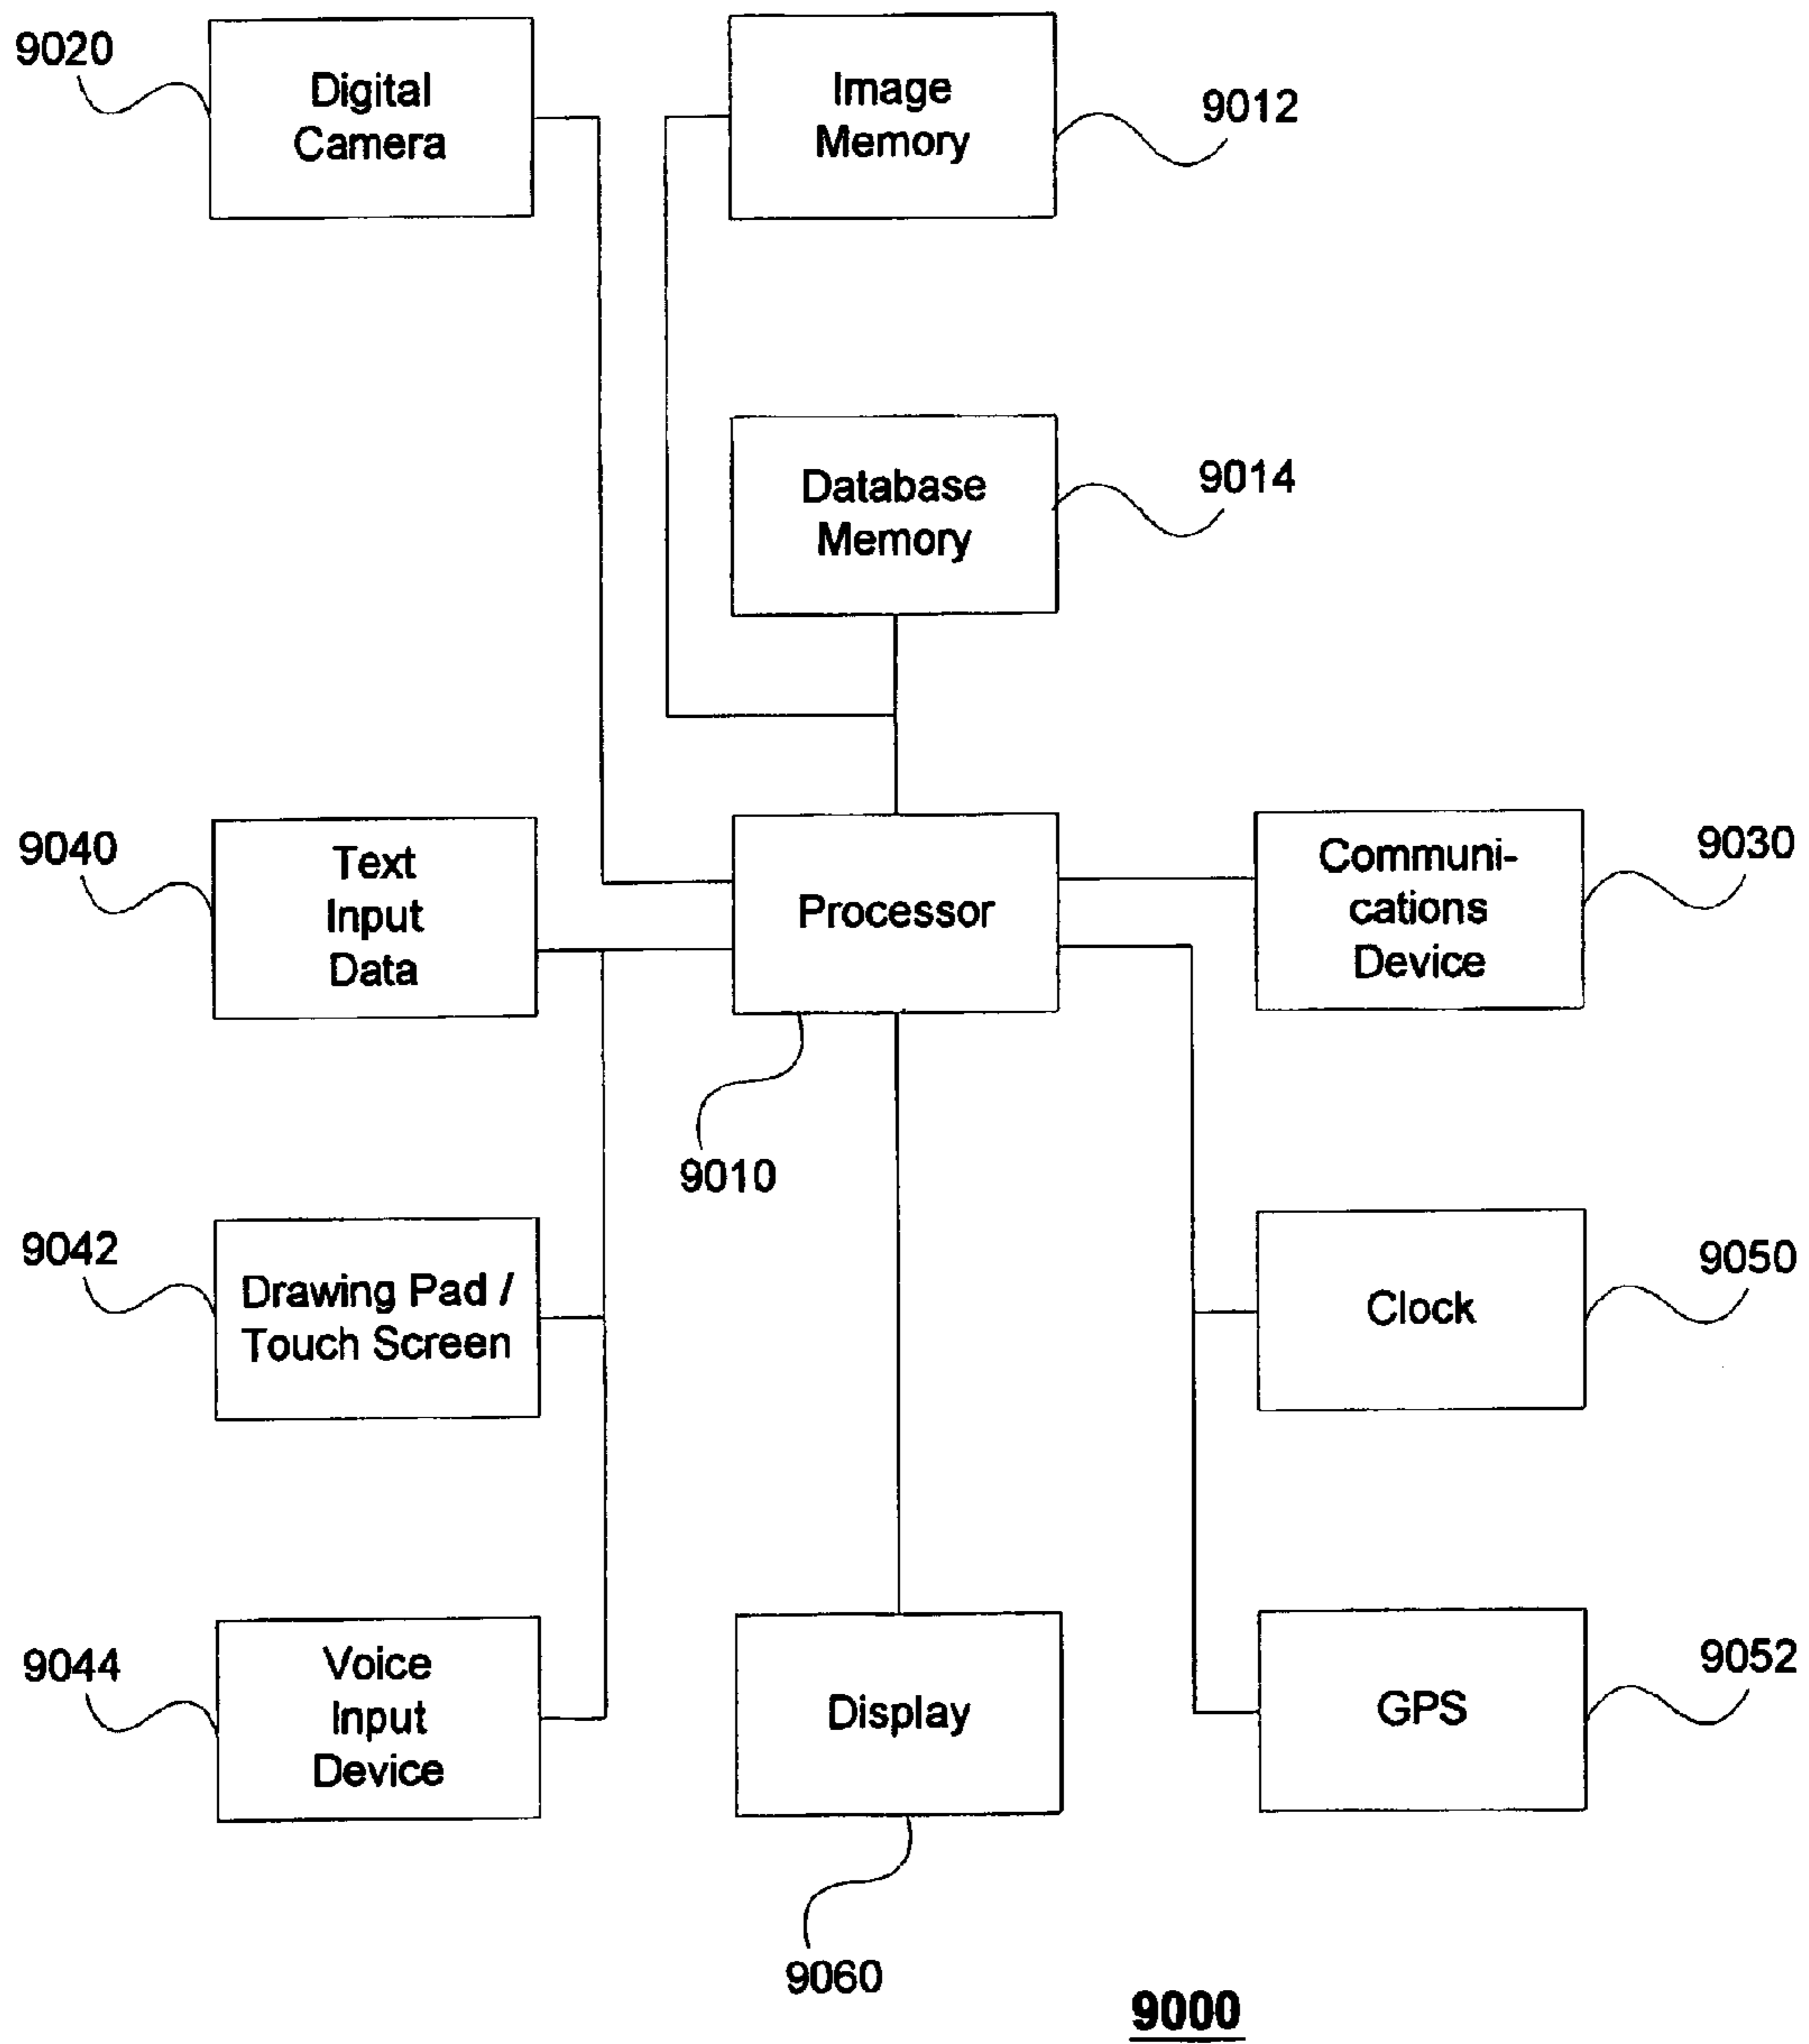 9020
Digital
Camera
Image
Memory
9012
Database
Memory
9014
9040
Text
Input
Data
Processor
9010
Communi-
cations
Device
9030
9042
Drawing Pad /
Touch Screen
Clock
9050
9044
Voice
Input
Device
Display
9060
GPS
9052
9000